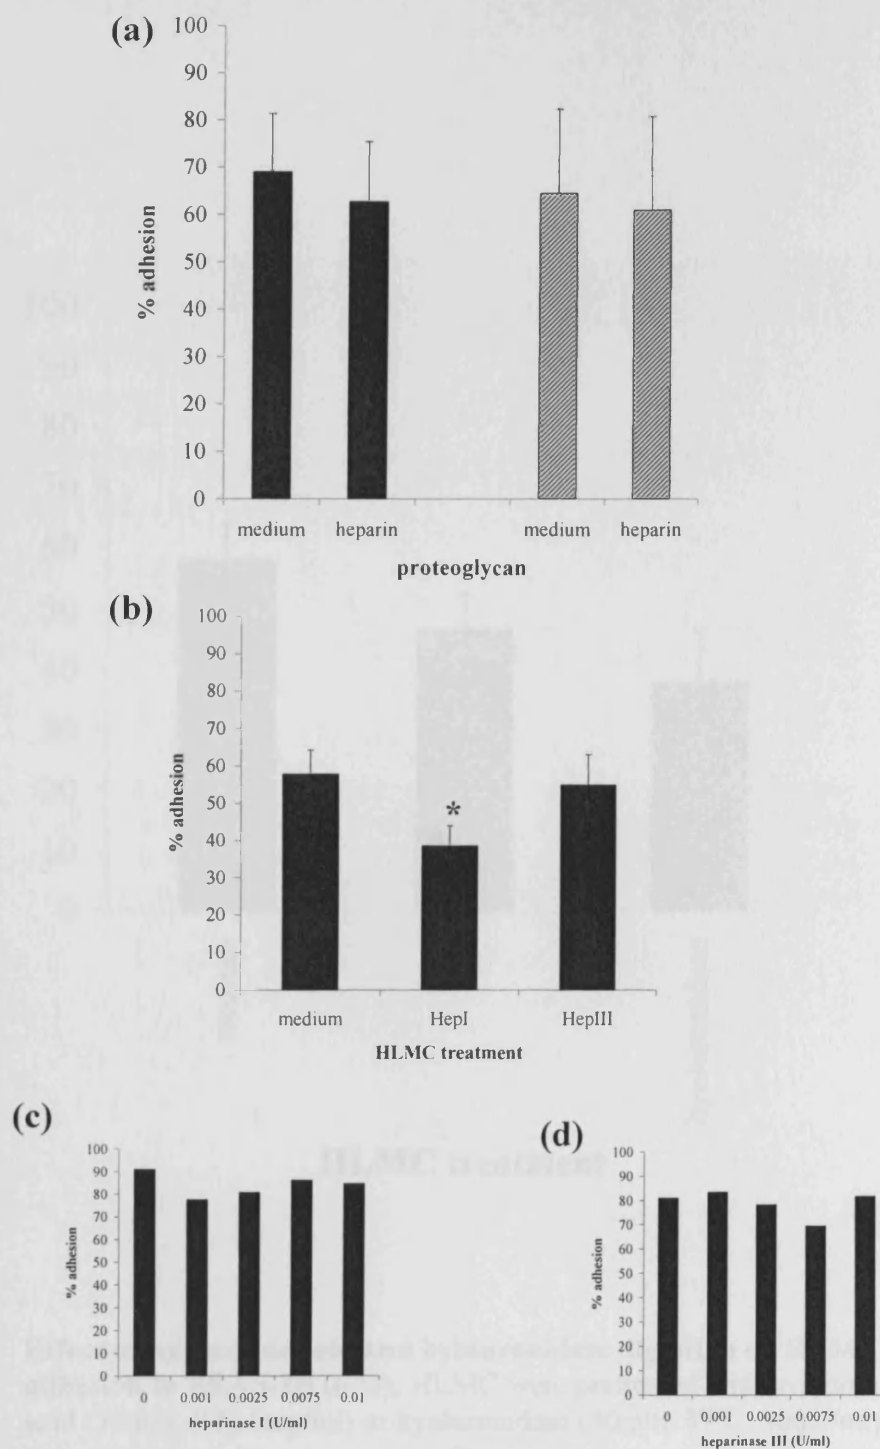 (a)
100
90
80
70
60
50
40
30
20
10
0
% adhesion
medium heparin medium heparin
proteoglycan
(b)
100
90
80
70
60
50
40
30
20
10
0
% adhesion
*
medium HepI HepIII
HLMC treatment
(c)
100
90
80
70
60
50
40
30
20
10
0
% adhesion
0 0.001 0.0025 0.0075 0.01
heparinase I (U/ml)
(d)
100
90
80
70
60
50
40
30
20
10
0
% adhesion
0 0.001 0.0025 0.0075 0.01
heparinase III (U/ml)
HLMC treatment